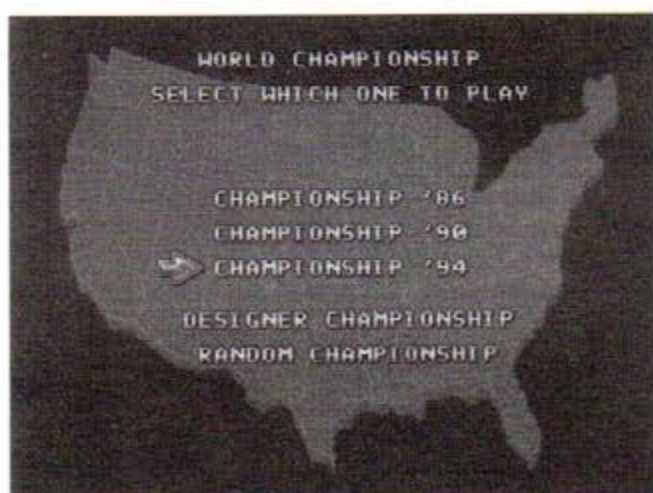 WORLD CHAMPIONSHIP
SELECT WHICH ONE TO PLAY
CHAMPIONSHIP '86
CHAMPIONSHIP '90
CHAMPIONSHIP '94
DESIGNER CHAMPIONSHIP
RANDOM CHAMPIONSHIP